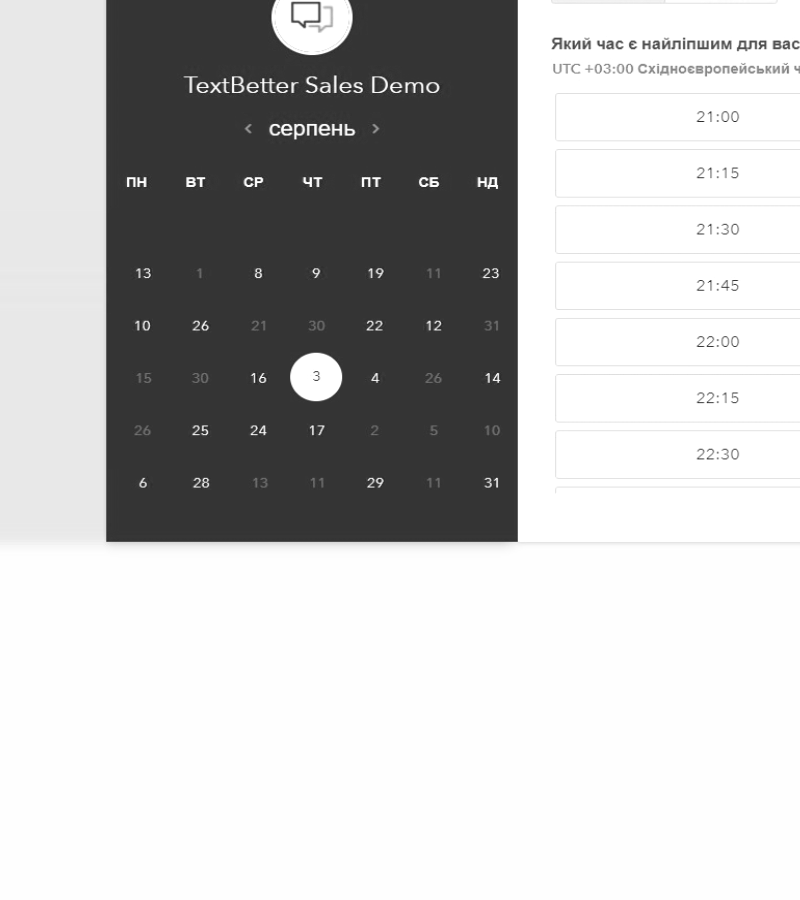 TextBetter Sales Demo
серпень
ПН ВТ СР ЧТ ПТ СБ НД
13 1 8 9 19 11 23
10 26 21 30 22 12 31
15 30 16 3 4 26 14
26 25 24 17 2 5 10
6 28 13 11 29 11 31
Який час є найліпшим для вас
UTC +03:00 Східноєвропейський ч
21:00
21:15
21:30
21:45
22:00
22:15
22:30